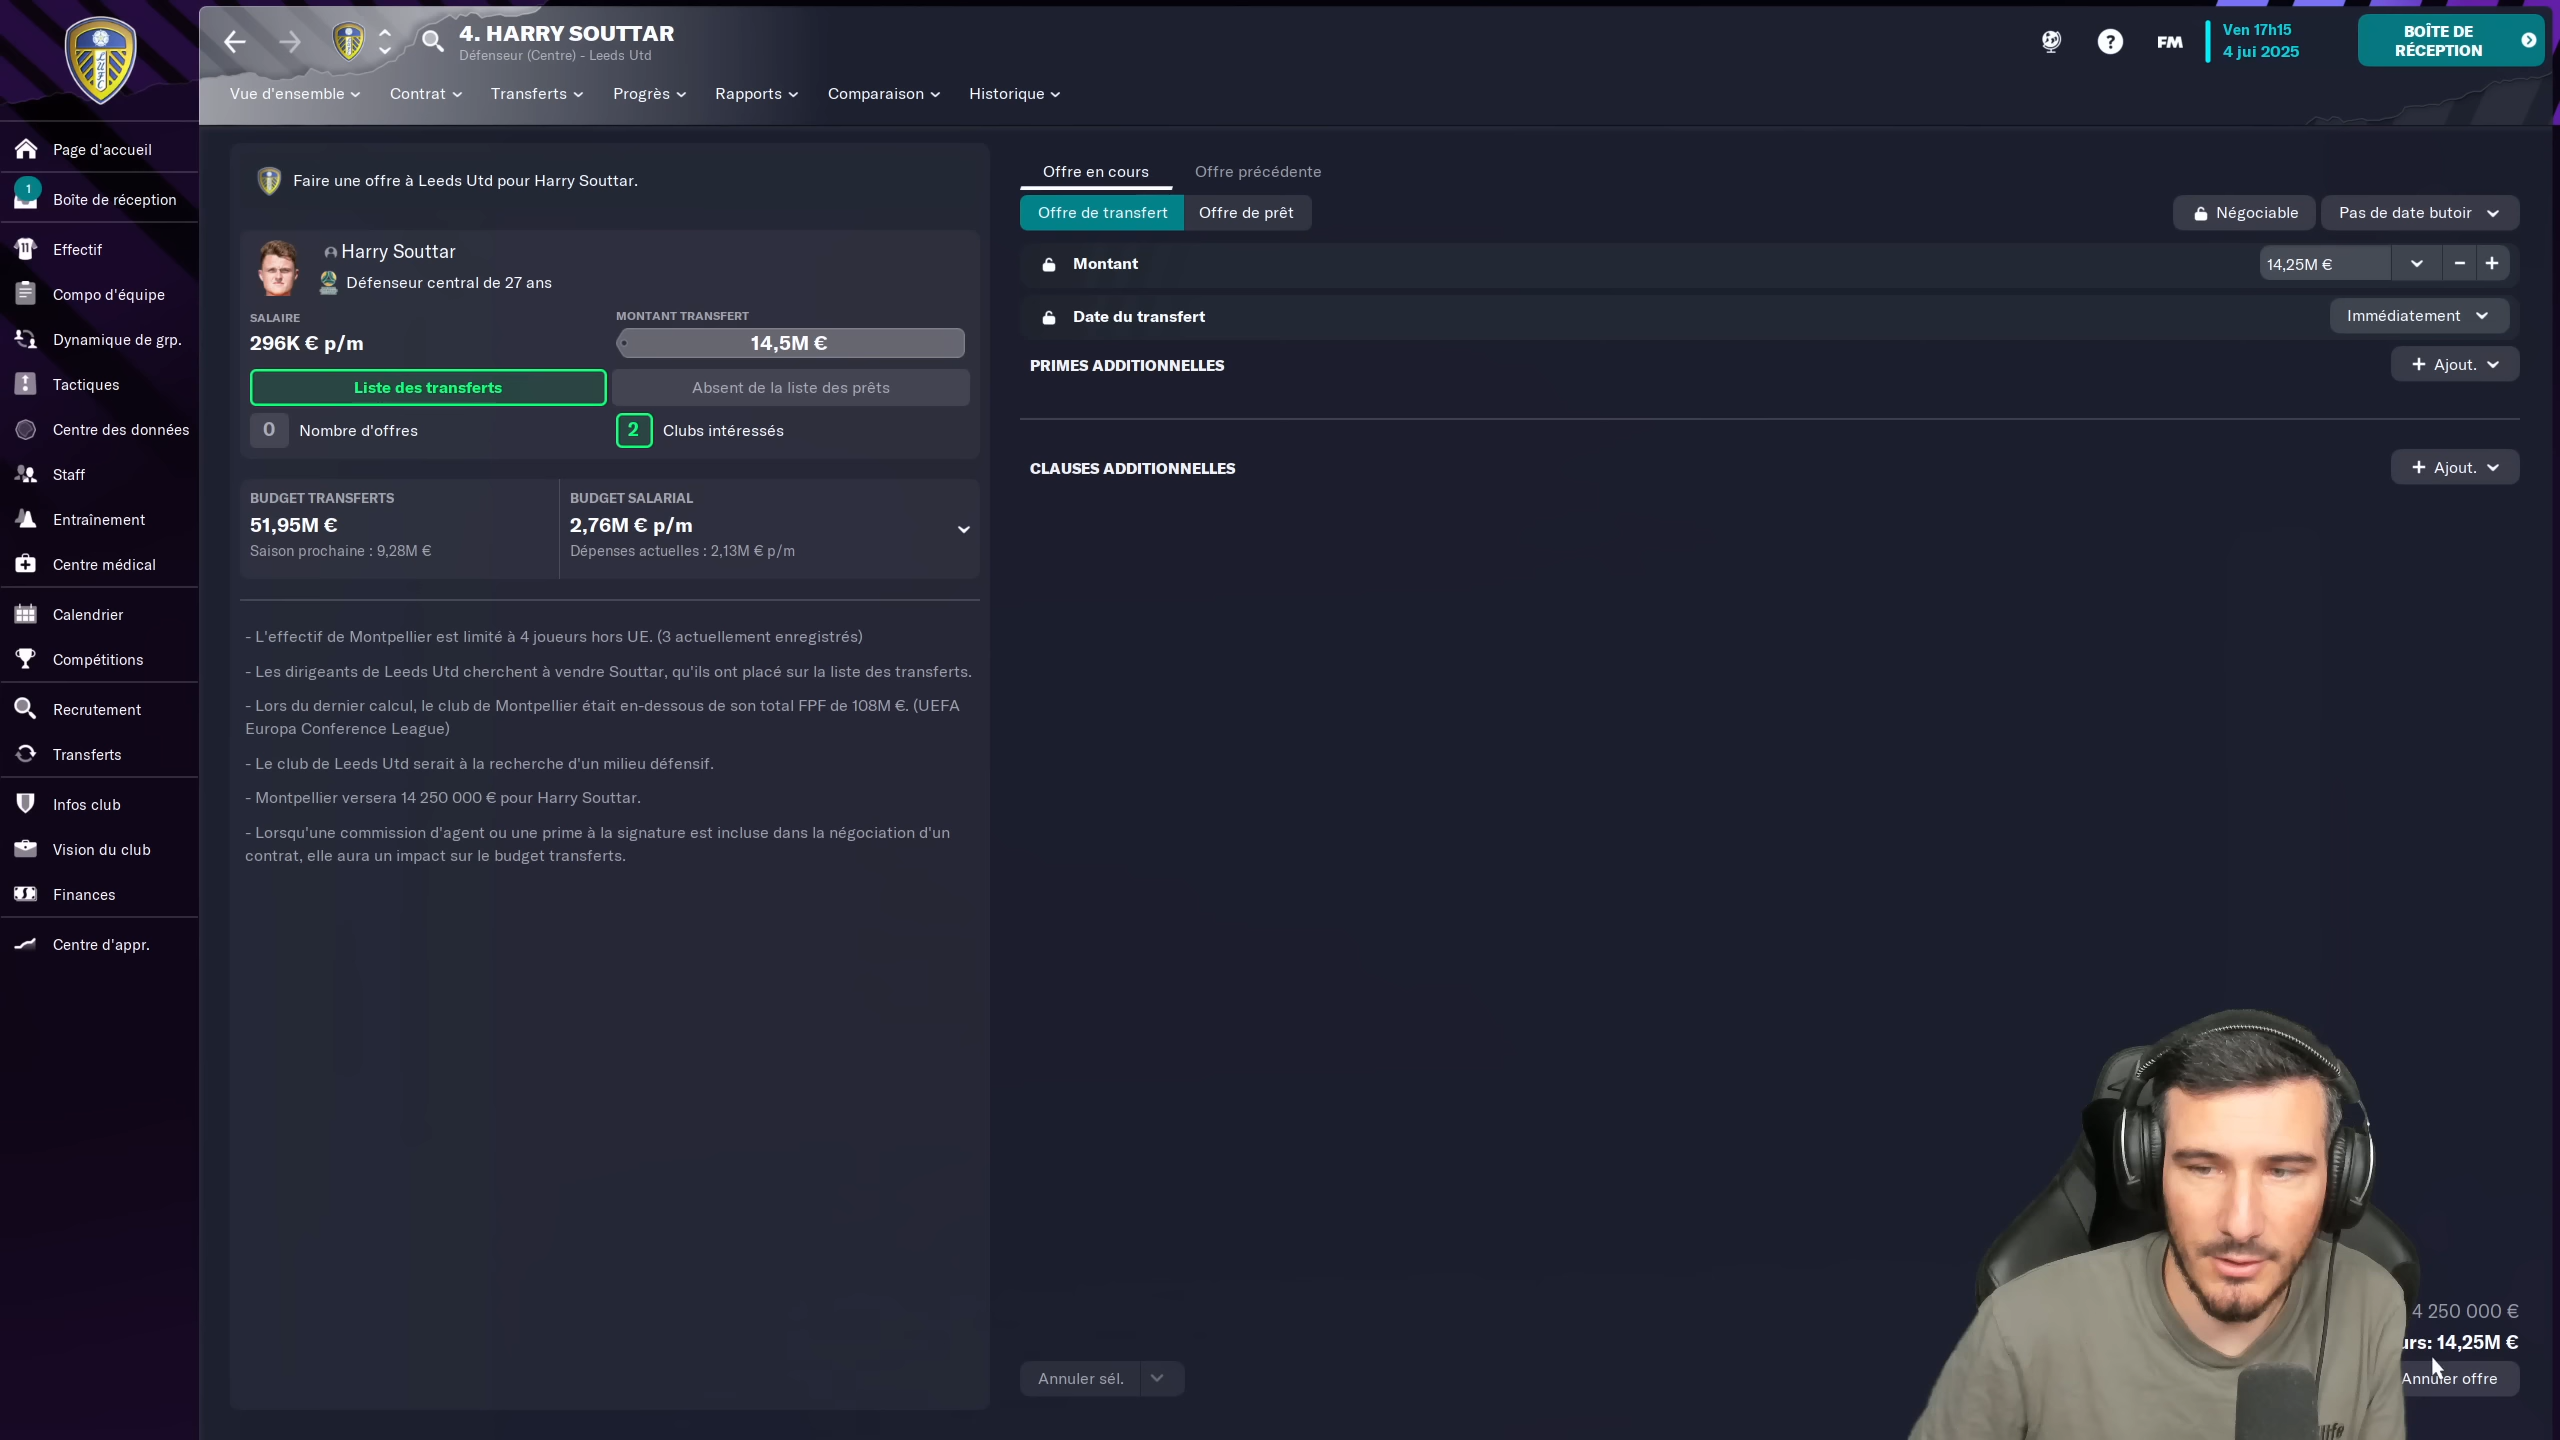 4. HARRY SOUTTAR
Défenseur (Centre) - Leeds Utd
FM
Ven 17h15
4 jui 2025
BOÎTE DE
RÉCEPTION
Vue d'ensemble
Contrat
Transferts
Progrès
Rapports
Comparaison
Historique
Page d'accueil
1
Boîte de réception
Effectif
Compo d'équipe
Dynamique de grp.
Tactiques
Centre des données
Staff
Entraînement
Centre médical
Calendrier
Compétitions
Recrutement
Transferts
Infos club
Vision du club
Finances
Centre d'appr.
Faire une offre à Leeds Utd pour Harry Souttar.
Harry Souttar
Défenseur central de 27 ans
SALAIRE
296K € p/m
MONTANT TRANSFERT
14,5M €
Liste des transferts
Absent de la liste des prêts
0 Nombre d'offres
2 Clubs intéressés
BUDGET TRANSFERTS
51,95M €
Saison prochaine : 9,28M €
BUDGET SALARIAL
2,76M € p/m
Dépenses actuelles : 2,13M € p/m
- L'effectif de Montpellier est limité à 4 joueurs hors UE. (3 actuellement enregistrés)
- Les dirigeants de Leeds Utd cherchent à vendre Souttar, qu'ils ont placé sur la liste des transferts.
- Lors du dernier calcul, le club de Montpellier était en-dessous de son total FPF de 108M €. (UEFA
Europa Conference League)
- Le club de Leeds Utd serait à la recherche d'un milieu défensif.
- Montpellier versera 14 250 000 € pour Harry Souttar.
- Lorsqu'une commission d'agent ou une prime à la signature est incluse dans la négociation d'un
contrat, elle aura un impact sur le budget transferts.
Offre en cours
Offre précédente
Offre de transfert
Offre de prêt
Négociable
Pas de date butoir
Montant
14,25M €
Date du transfert
Immédiatement
PRIMES ADDITIONNELLES
+ Ajout.
CLAUSES ADDITIONNELLES
+ Ajout.
4 250 000 €
urs: 14,25M €
Annuler sél.
Annuler offre
life